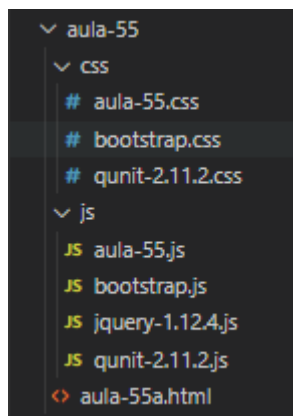 aula-55
css
# aula-55.css
# bootstrap.css
# qunit-2.11.2.css
js
JS aula-55.js
JS bootstrap.js
JS jquery-1.12.4.js
JS qunit-2.11.2.js
<> aula-55a.html